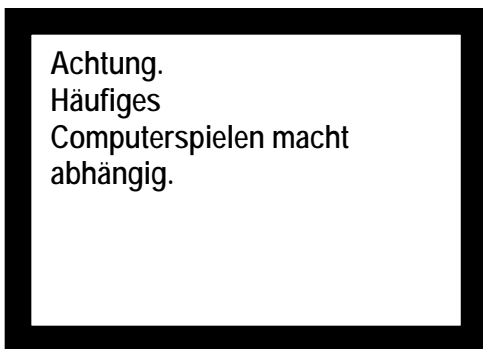 Achtung.
Häufiges
Computerspielen macht
abhängig.